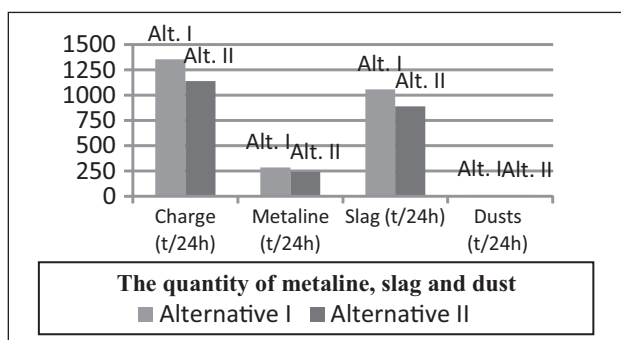 1500
1250
1000
750
500
250
0
Alt. I
Alt. II
Alt. I
Alt. II
Alt. I
Alt. II
Alt. I
Alt. II
Charge
(t/24h)
Metaline
(t/24h)
Slag (t/24h)
Dusts
(t/24h)
The quantity of metaline, slag and dust
Alternative I
Alternative II